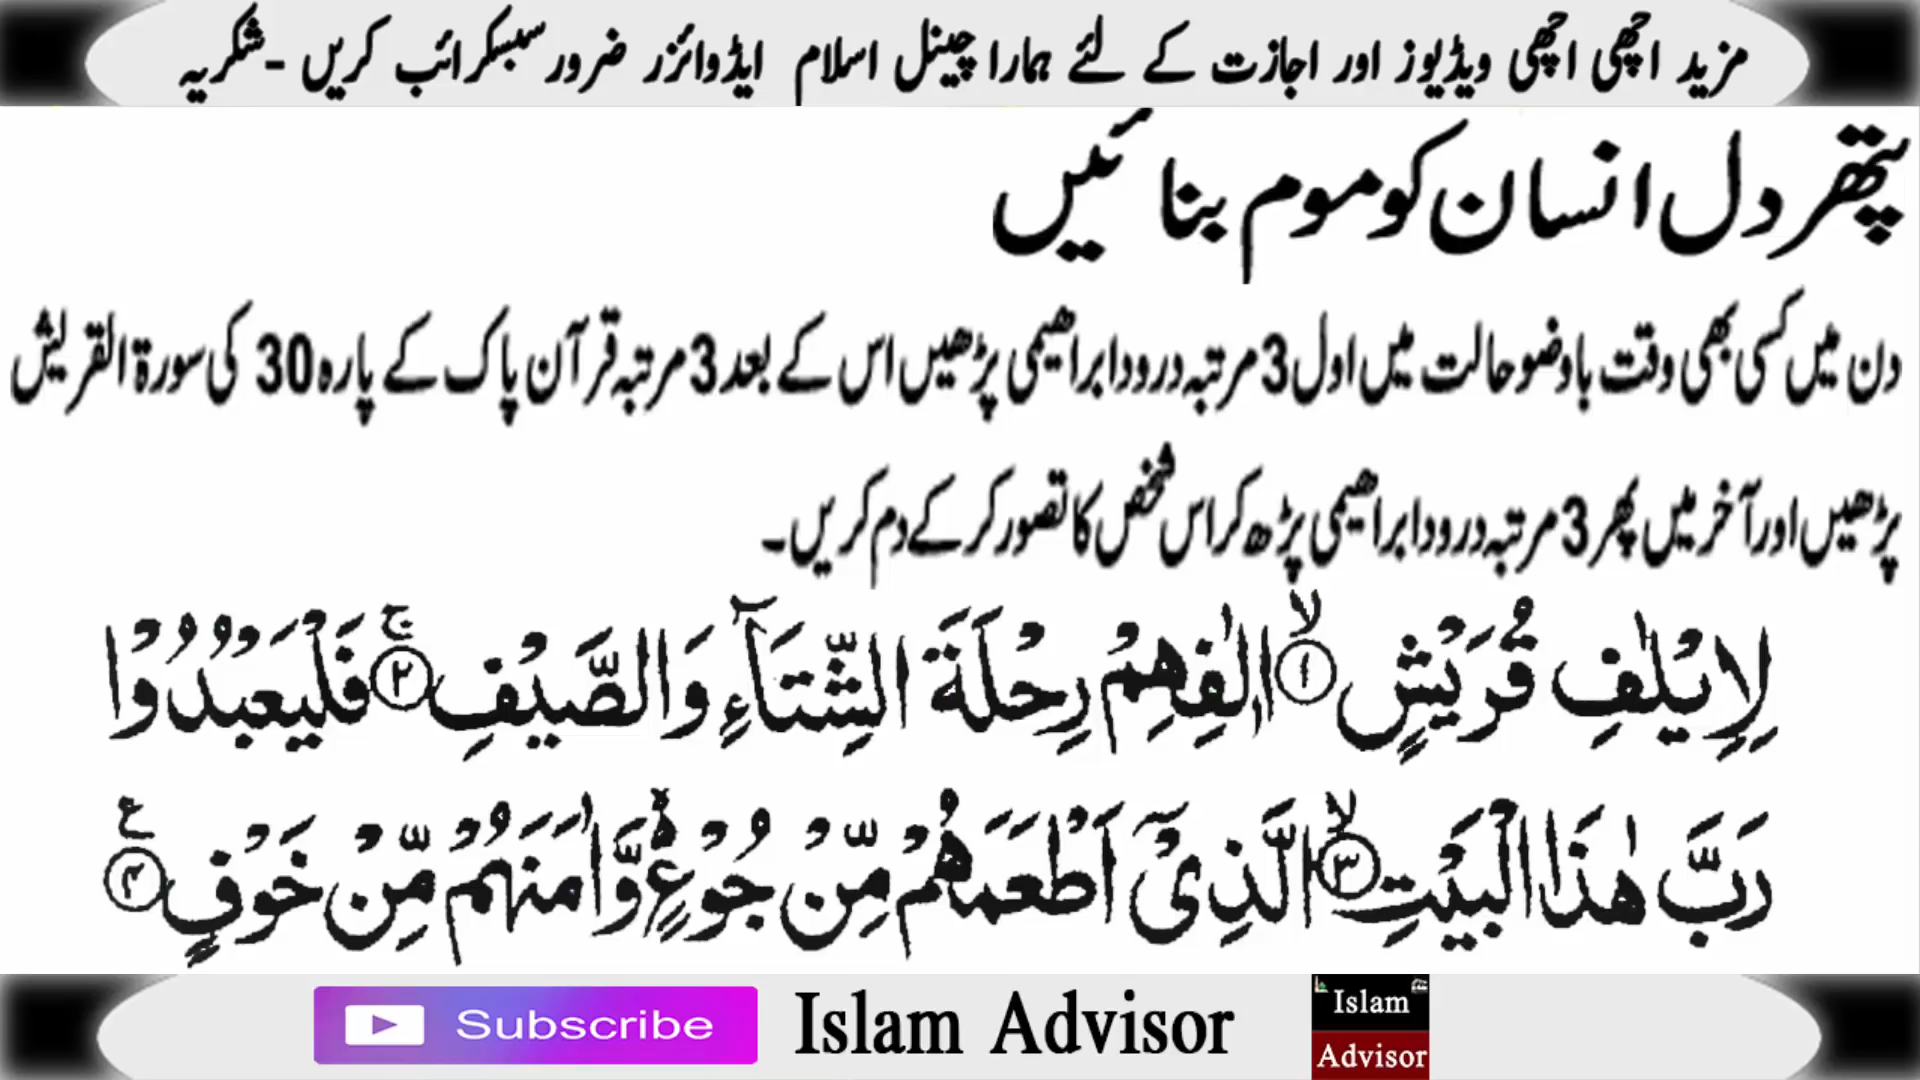 مزید اچھی اچھی ویڈیوز اور اجازت کے لئے ہمارا چینل اسلام ایڈوائزر ضرور سبسکرائب کریں - شکریہ
پتھر دل انسان کو موم بنائیں
دن میں کسی بھی وقت باوضو حالت میں اول 3 مرتبہ درود ابراھیمی پڑھیں اس کے بعد 3 مرتبہ قرآن پاک کے پارہ 30 کی سورۃ القریش
پڑھیں اور آخر میں پھر 3 مرتبہ درود ابراھیمی پڑھ کر اس شخص کا تصور کر کے دم کریں۔
لِاِیْلٰفِ قُرَیْشٍ ۙ﴿۱﴾ اٖلٰفِهِمْ رِحْلَةَ الشِّتَآءِ وَالصَّیْفِ ۚ﴿۲﴾ فَلْیَعْبُدُوْا
رَبَّ هٰذَا الْبَیْتِ ۙ﴿۳﴾ الَّذِیْۤ اَطْعَمَهُمْ مِّنْ جُوْعٍ ۬ۙ وَّاٰمَنَهُمْ مِّنْ خَوْفٍ ﴿۴﴾ ع
Subscribe
Islam Advisor
Islam
Advisor